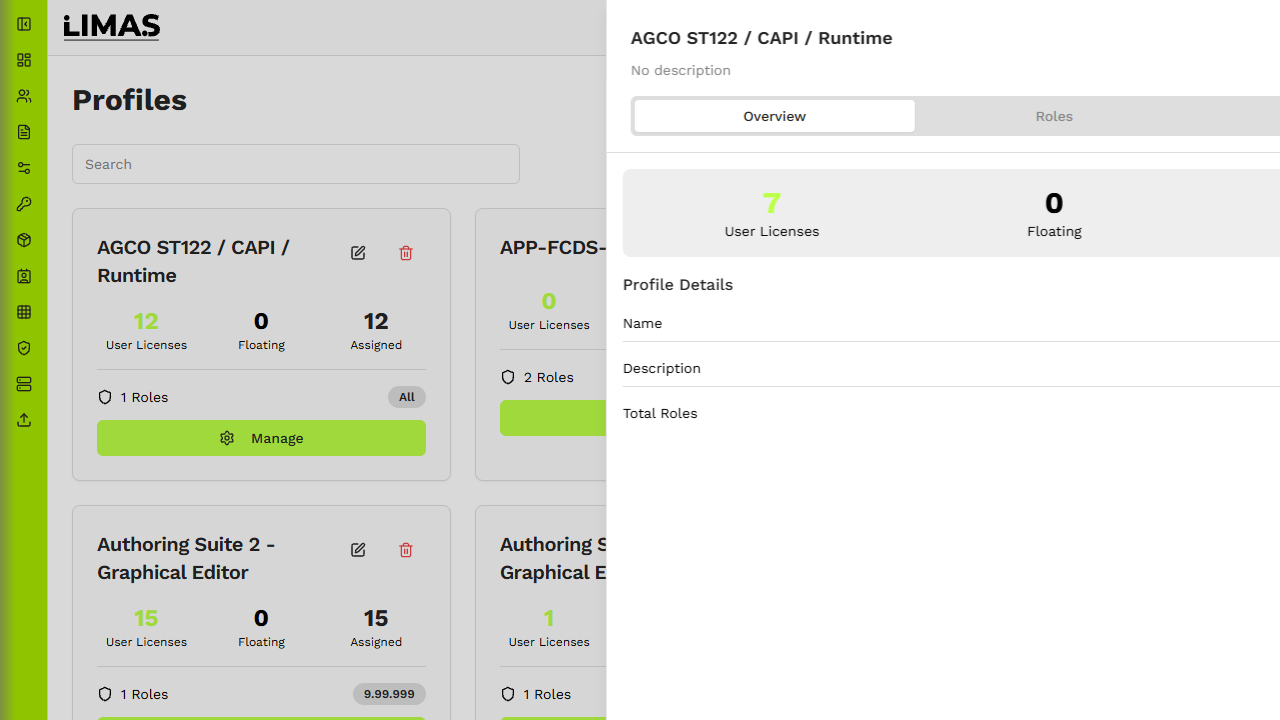 LIMAS
Profiles
Search
AGCO ST122 / CAPI /
Runtime
12
User Licenses
0
Floating
12
Assigned
1 Roles
All
Manage
APP-FCDS-
0
User Licenses
2 Roles
Authoring Suite 2 -
Graphical Editor
15
User Licenses
0
Floating
15
Assigned
1 Roles
9.99.999
Authoring S
Graphical E
1
User Licenses
1 Roles
AGCO ST122 / CAPI / Runtime
No description
Overview
Roles
7
User Licenses
0
Floating
Profile Details
Name
Description
Total Roles